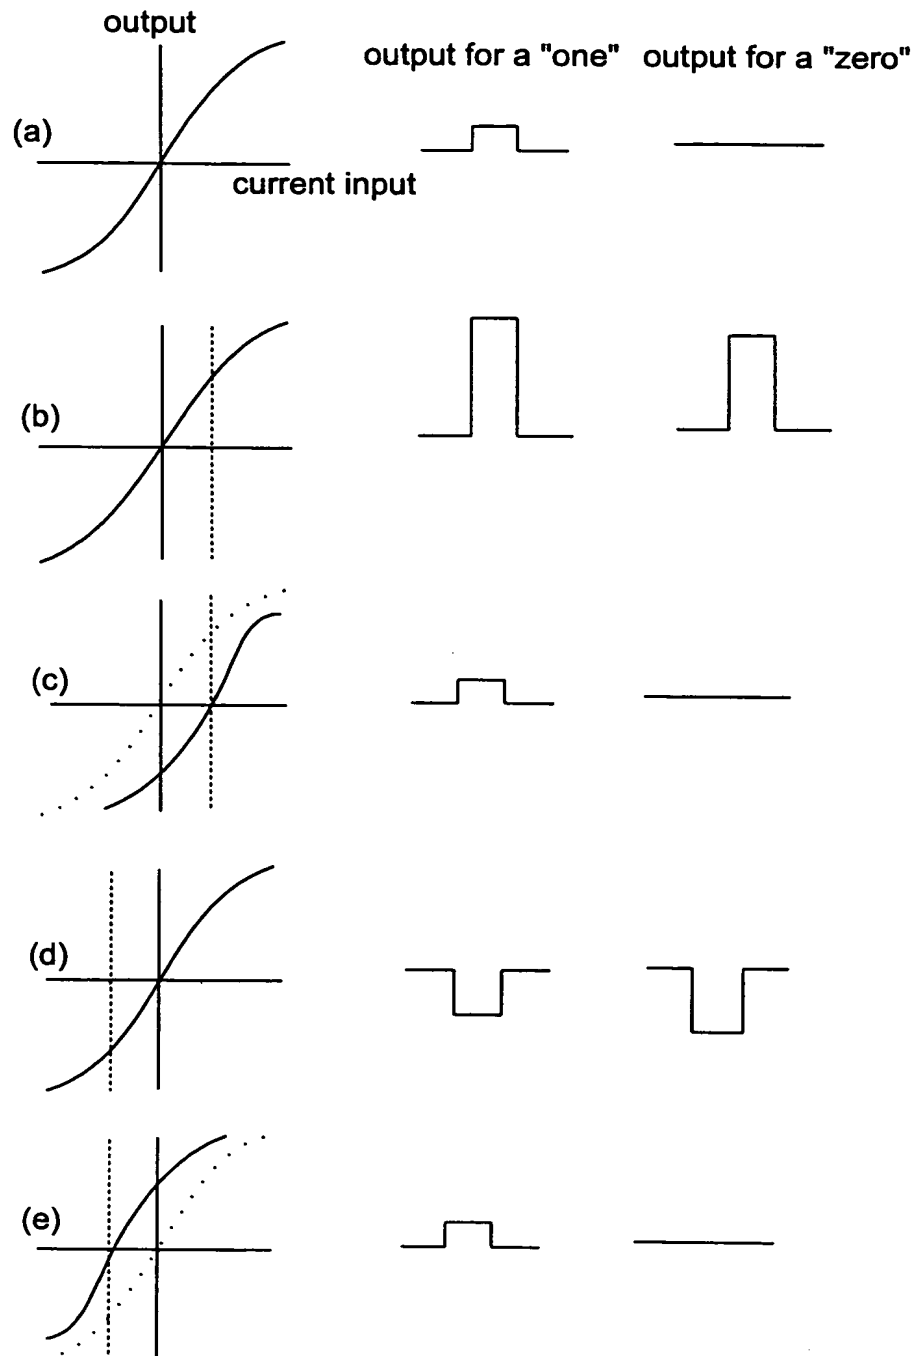 output
output for a "one" output for a "zero"
(a)
current input
(b)
(c)
(d)
(e)